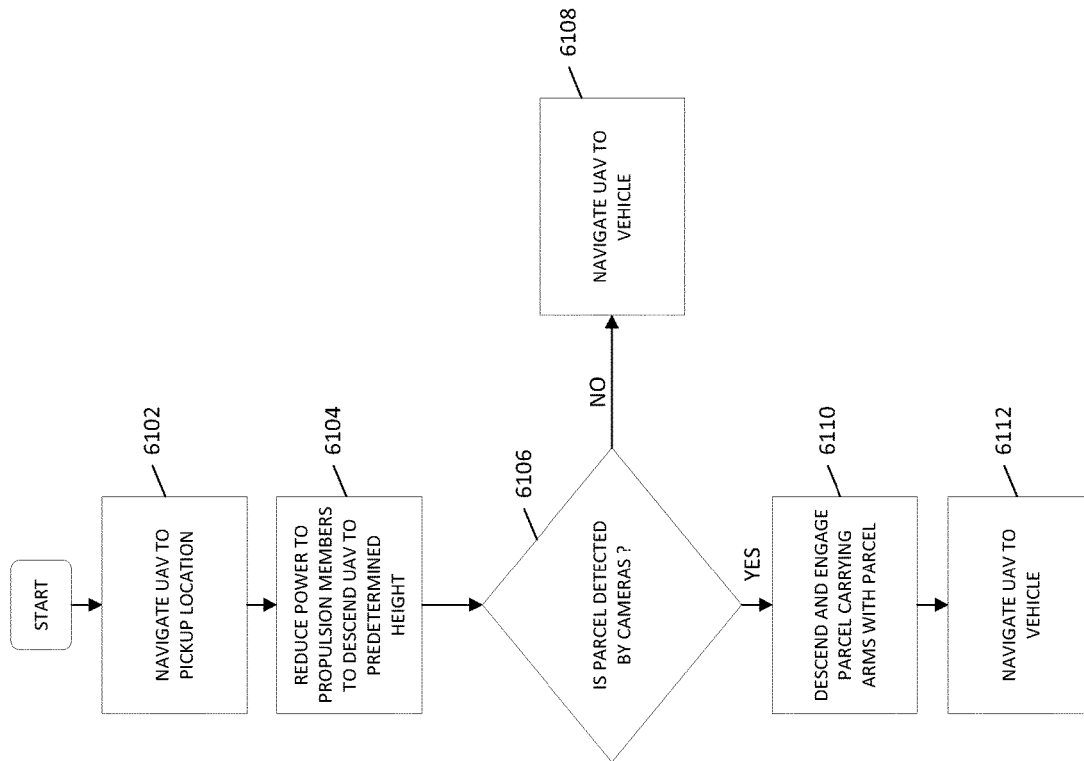 START
NAVIGATE UAV TO
PICKUP LOCATION
6102
REDUCE POWER TO
PROPULSION MEMBERS
TO DESCEND UAV TO
PREDETERMINED
HEIGHT
6104
IS PARCEL DETECTED
BY CAMERAS ?
6106
NO
NAVIGATE UAV TO
VEHICLE
6108
YES
DESCEND AND ENGAGE
PARCEL CARRYING
ARMS WITH PARCEL
6110
NAVIGATE UAV TO
VEHICLE
6112